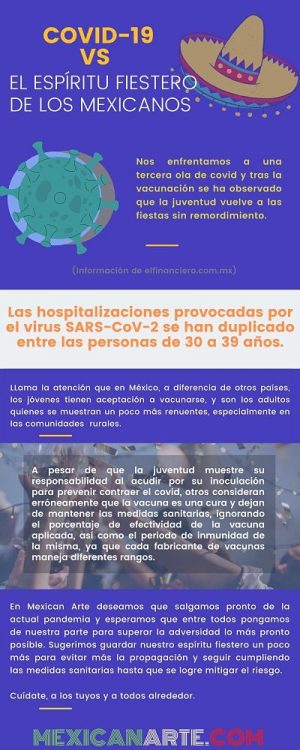 COVID-19
VS
EL ESPÍRITU FIESTERO
DE LOS MEXICANOS
Nos enfrentamos a una
tercera ola de covid y tras la
vacunación se ha observado
que la juventud vuelve a las
fiestas sin remordimiento.
(Información de elfinanciero.com.mx)
Las hospitalizaciones provocadas por
el virus SARS-CoV-2 se han duplicado
entre las personas de 30 a 39 años.
Llama la atención que en México, a diferencia de otros países,
los jóvenes tienen aceptación a vacunarse, y son los adultos
quienes se muestran un poco más renuentes, especialmente en
las comunidades rurales.
A pesar de que la juventud muestre su
responsabilidad al acudir por su inoculación
para prevenir contraer el covid, otros consideran
erróneamente que la vacuna es una cura y dejan
de mantener las medidas sanitarias, ignorando
el porcentaje de efectividad de la vacuna
aplicada, así como el periodo de inmunidad de
la misma, ya que cada fabricante de vacunas
maneja diferentes rangos.
En Mexican Arte deseamos que salgamos pronto de la
actual pandemia y esperamos que entre todos pongamos
de nuestra parte para superar la adversidad lo más pronto
posible. Sugerimos guardar nuestro espíritu fiestero un poco
más para evitar más la propagación y seguir cumpliendo
las medidas sanitarias hasta que se logre mitigar el riesgo.
Cuídate, a los tuyos y a todos alrededor.
MEXICANARTE.COM